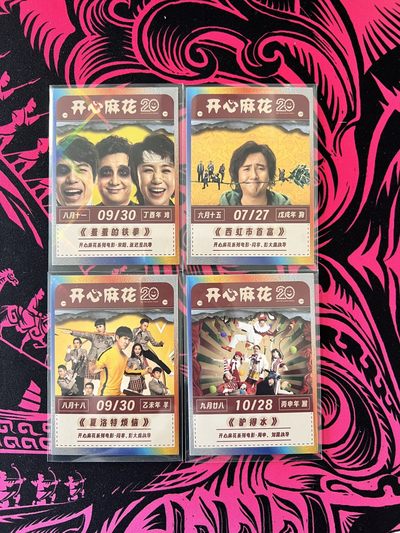 开心麻花 20
八月十一 09/30 丁酉年 鸡
《羞羞的铁拳》
开心麻花系列电影·宋阳、张迟昱执导
开心麻花 20
六月十五 07/27 戊戌年 狗
《西虹市首富》
开心麻花系列电影·闫非、彭大魔执导
开心麻花 20
八月十八 09/30 乙未年 羊
《夏洛特烦恼》
开心麻花系列电影·闫非、彭大魔执导
开心麻花 20
九月廿八 10/28 丙申年 猴
《驴得水》
开心麻花系列电影·周申、刘露执导